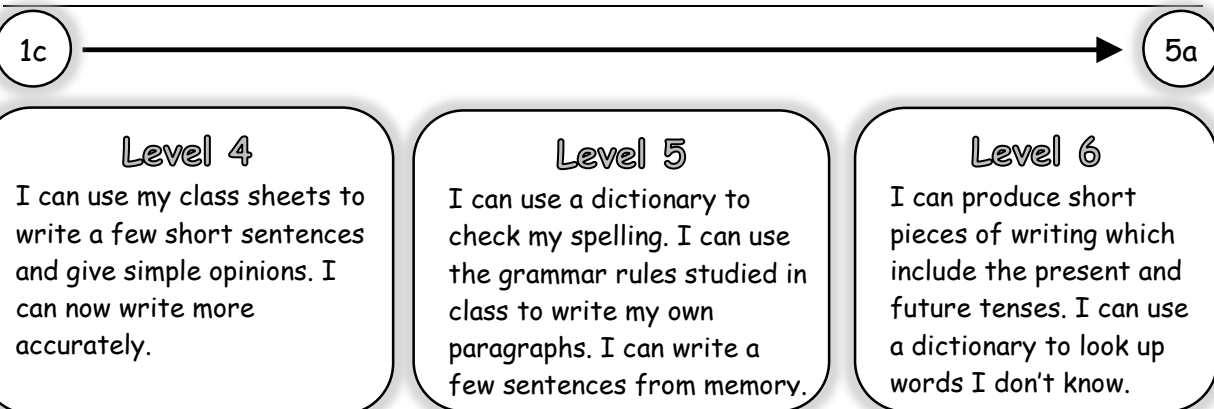 1c
5a
Level 4
I can use my class sheets to
write a few short sentences
and give simple opinions. I
can now write more
accurately.
Level 5
I can use a dictionary to
check my spelling. I can use
the grammar rules studied in
class to write my own
paragraphs. I can write a
few sentences from memory.
Level 6
I can produce short
pieces of writing which
include the present and
future tenses. I can use
a dictionary to look up
words I don't know.